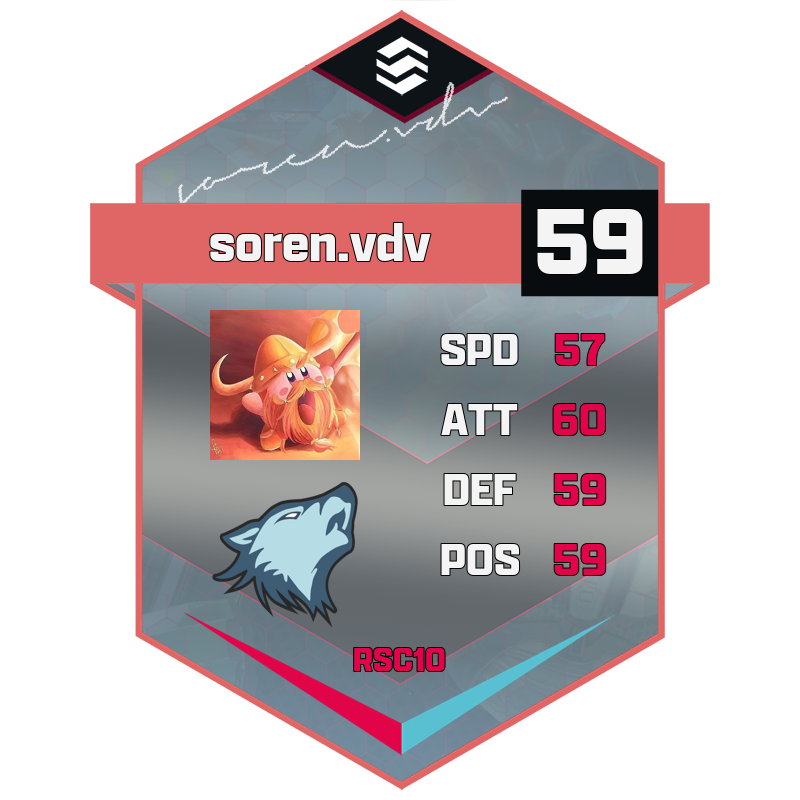 soren.vdv
soren.vdv 59
SPD 57
ATT 60
DEF 59
POS 59
RSC10